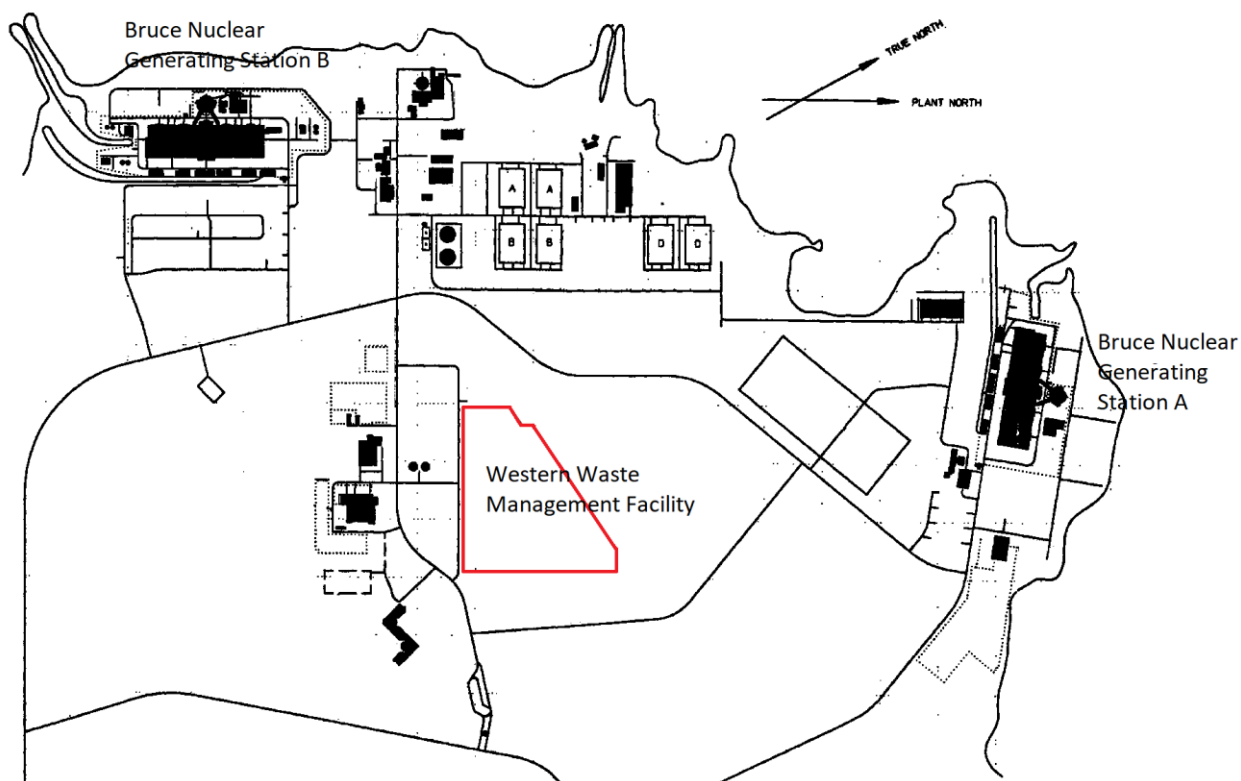 Bruce Nuclear
Generating Station B
TRUE NORTH
PLANT NORTH
A
A
B
B
D
D
Bruce Nuclear
Generating
Station A
Western Waste
Management Facility